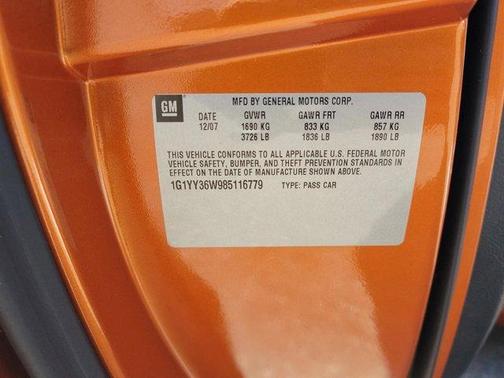 GM
MFD BY GENERAL MOTORS CORP.
DATE GVWR GAWR FRT GAWR RR
12/07 1690 KG 833 KG 857 KG
3726 LB 1836 LB 1890 LB
THIS VEHICLE CONFORMS TO ALL APPLICABLE U.S. FEDERAL MOTOR
VEHICLE SAFETY, BUMPER, AND THEFT PREVENTION STANDARDS IN
EFFECT ON THE DATE OF MANUFACTURE SHOWN ABOVE.
1G1YY36W985116779 TYPE: PASS CAR